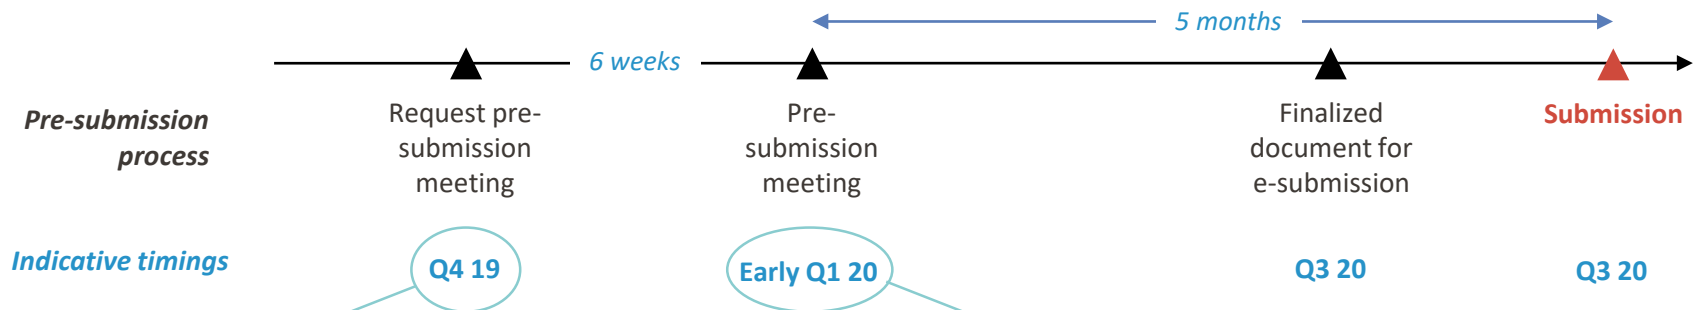 5 months
6 weeks
Pre-submission
process
Request pre-
submission
meeting
Pre-
submission
meeting
Finalized
document for
e-submission
Submission
Indicative timings
Q4 19
Early Q1 20
Q3 20
Q3 20